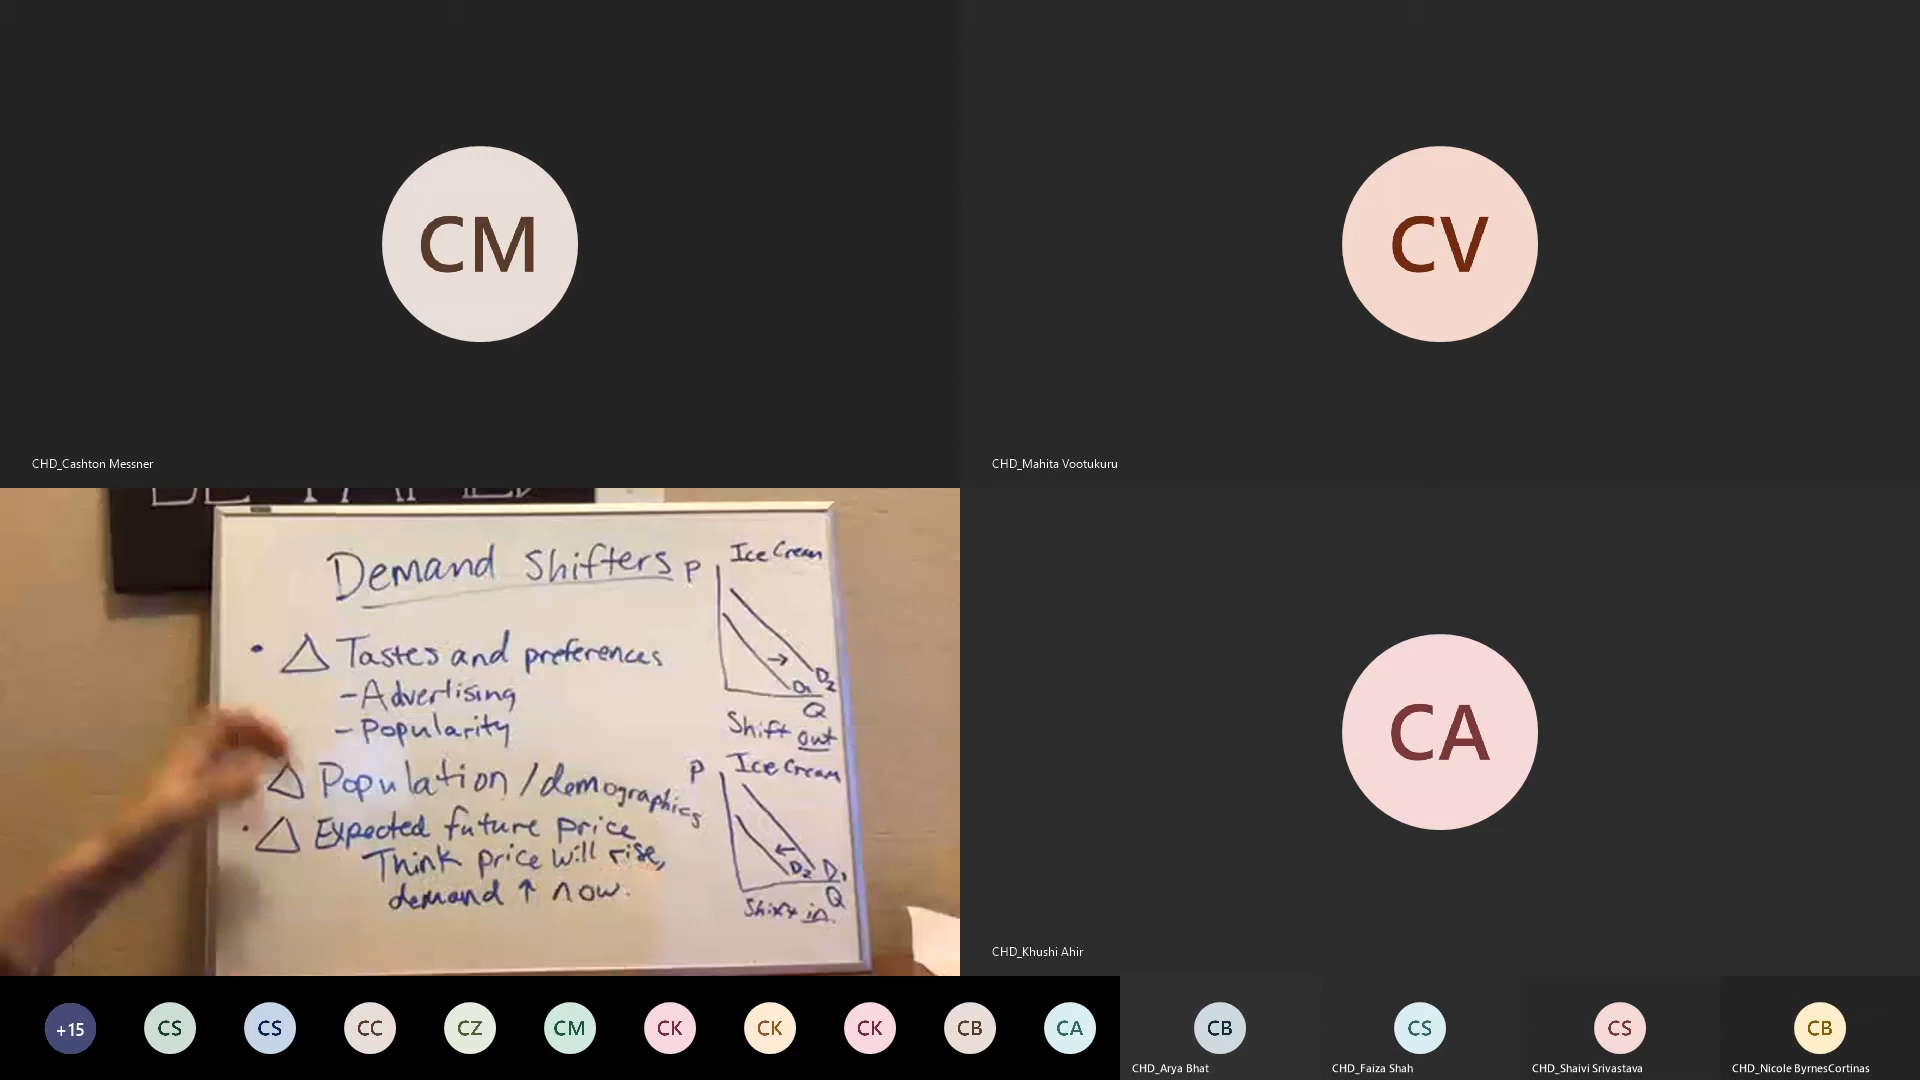 CM
CHD_Cashton Messner
CV
CHD_Mahita Vootukuru
Demand Shifters
• △ Tastes and preferences
- Advertising
- Popularity
△ Population / demographics
• △ Expected future price
Think price will rise,
demand ↑ now.
P
Ice Cream
D1
D2
Q
Shift out
P
Ice Cream
D2
D1
Q
Shift in.
CA
CHD_Khushi Ahir
+15
CS
CS
CC
CZ
CM
CK
CK
CK
CB
CA
CB
CHD_Arya Bhat
CS
CHD_Faiza Shah
CS
CHD_Shaivi Srivastava
CB
CHD_Nicole ByrnesCortinas